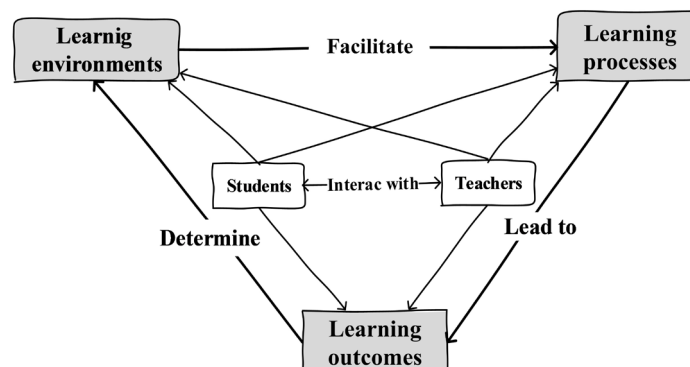 Learnig
environments
Facilitate
Learning
processes
Students
Interac with
Teachers
Determine
Lead to
Learning
outcomes